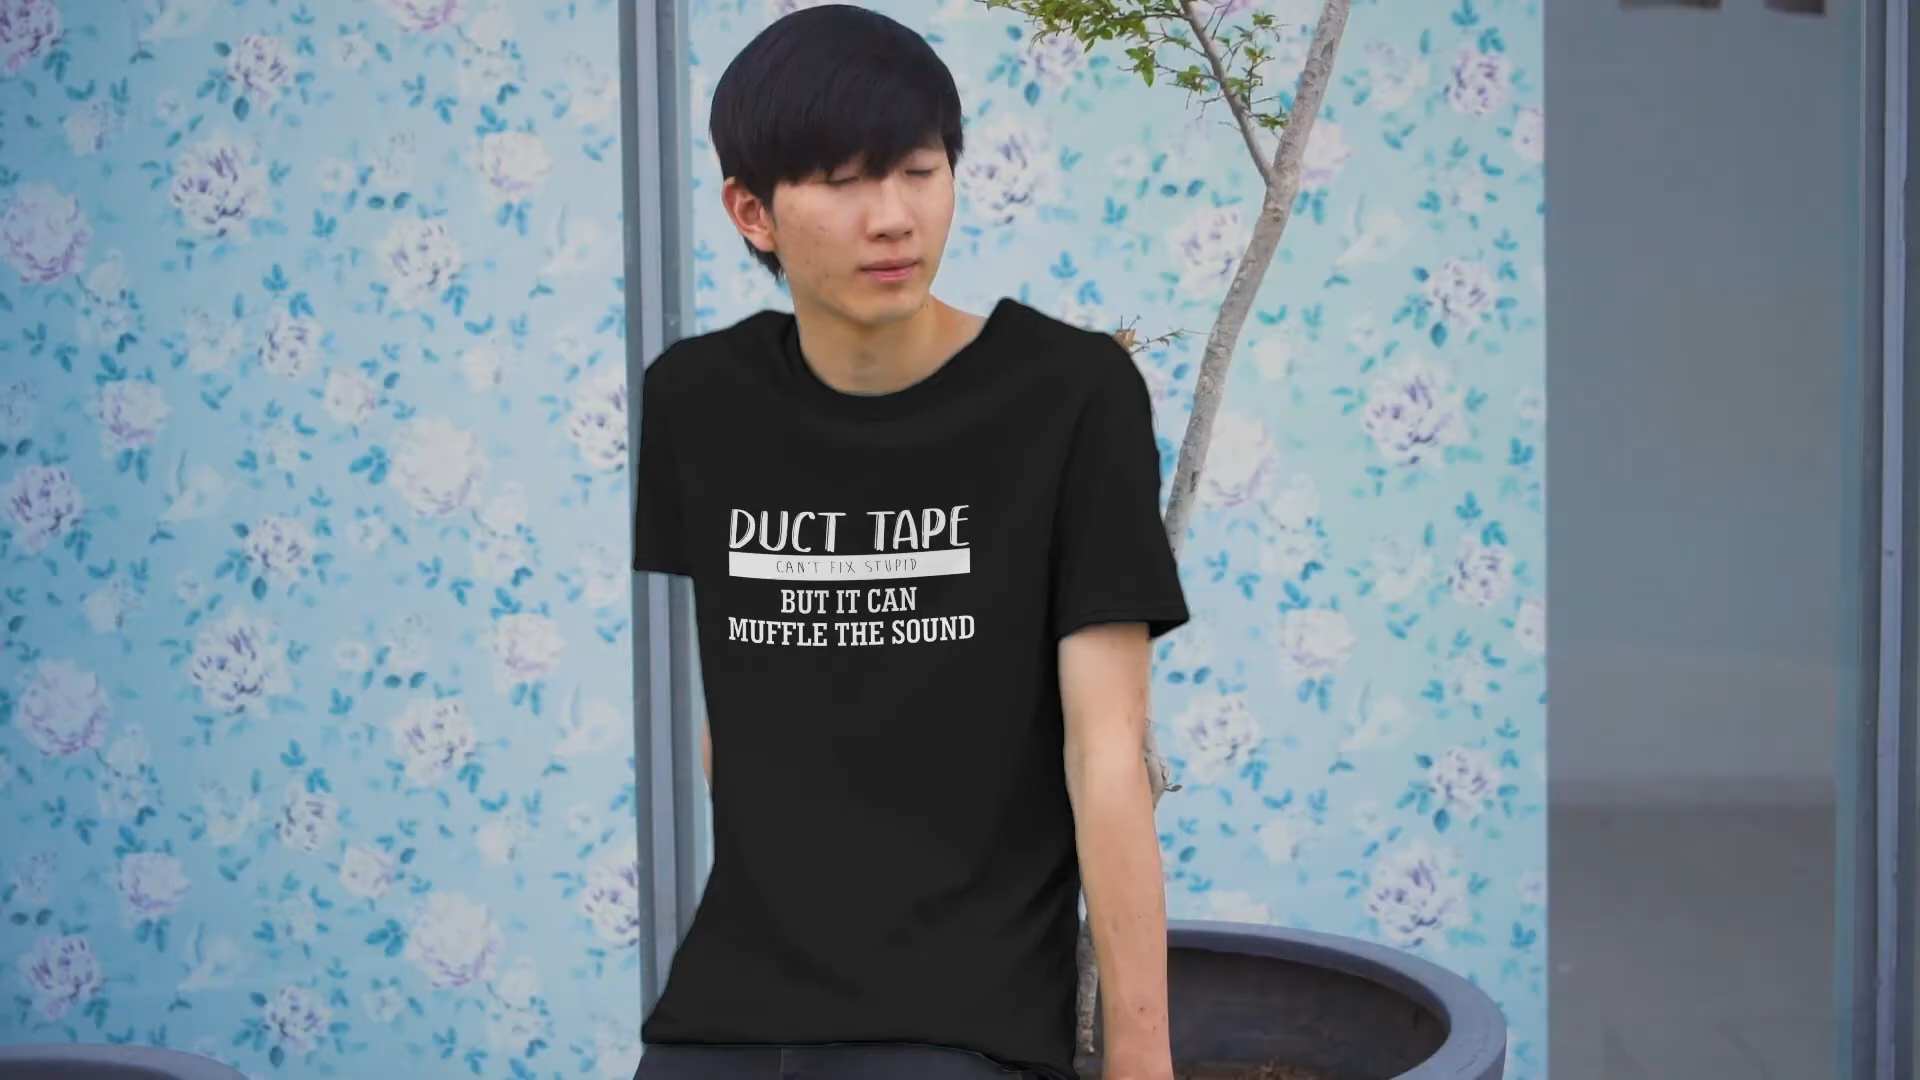 DUCT TAPE
CAN'T FIX STUPID
BUT IT CAN
MUFFLE THE SOUND